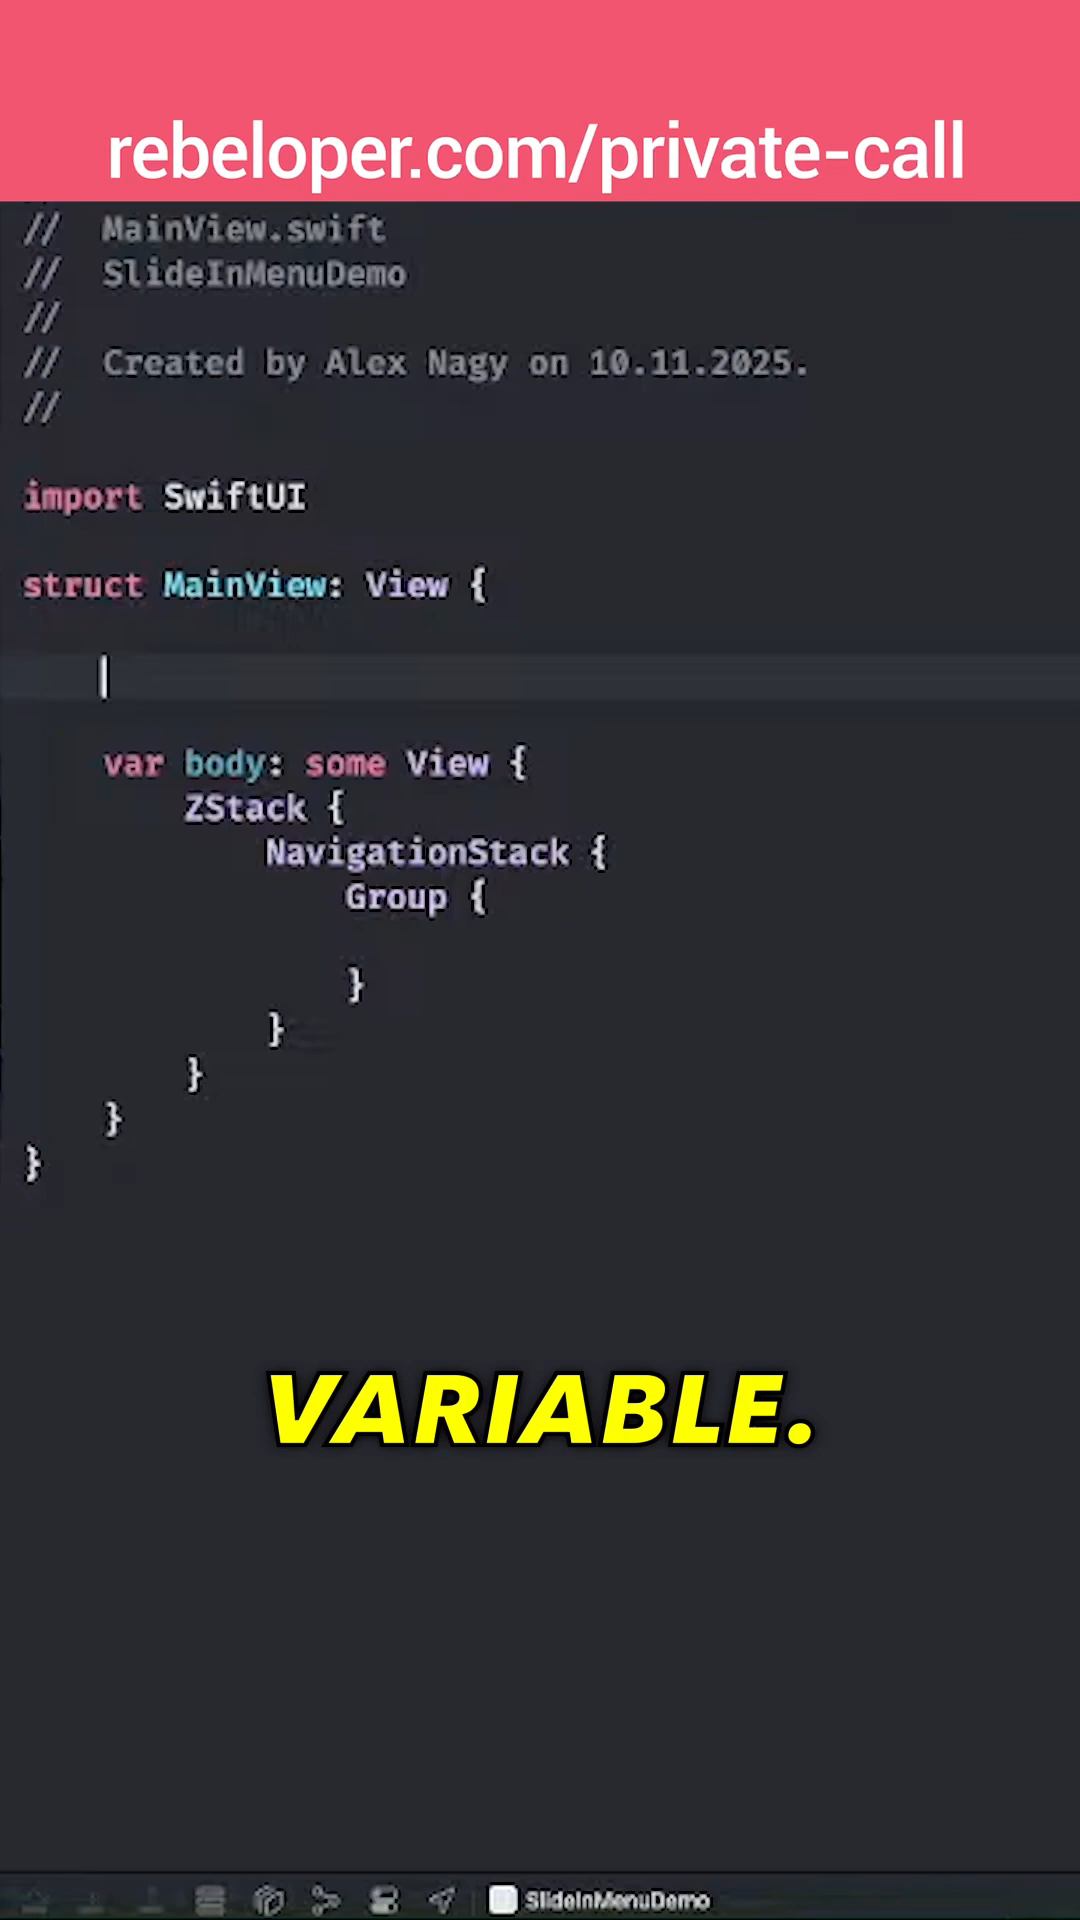 rebeloper.com/private-call
//  MainView.swift
//  SlideInMenuDemo
//
//  Created by Alex Nagy on 10.11.2025.
//
import SwiftUI
struct MainView: View {
    var body: some View {
        ZStack {
            NavigationStack {
                Group {
                }
            }
        }
    }
}
VARIABLE.
SlideInMenuDemo